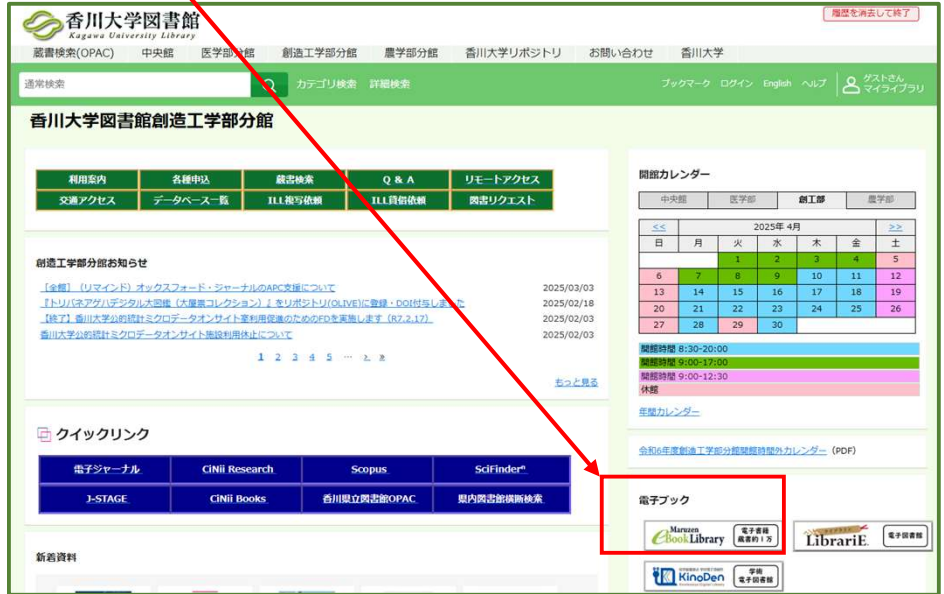 香川大学図書館
Kagawa University Library
履歴を消去して終了
蔵書検索(OPAC) 中央館 医学部分館 創造工学部分館 農学部分館 香川大学リポジトリ お問い合わせ 香川大学
通常検索 カテゴリ検索 詳細検索 ブックマーク ログイン English ヘルプ ゲストさん
マイライブラリ
香川大学図書館創造工学部分館
利用案内 各種申込 蔵書検索 Q & A リモートアクセス
交通アクセス データベース一覧 ILL複写依頼 ILL貸借依頼 図書リクエスト
創造工学部分館お知らせ
【全館】（リマインド）オックスフォード・ジャーナルのAPC支援について 2025/03/03
『トリバネアゲハデジタル大図鑑（大屋崇コレクション）』をリポジトリ(OLIVE)に登録・DOI付与しました 2025/02/18
【終了】香川大学公的統計ミクロデータオンサイト室利用促進のためのFDを実施します（R7.2.17） 2025/02/03
香川大学公的統計ミクロデータオンサイト施設利用休止について 2025/02/03
1 2 3 4 5 … > »
もっと見る
クイックリンク
電子ジャーナル CiNii Research Scopus SciFinderⁿ
J-STAGE CiNii Books 香川県立図書館OPAC 県内図書館横断検索
新着資料
開館カレンダー
中央館 医学部 創工部 農学部
<< 2025年 4月 >>
日 月 火 水 木 金 土
1 2 3 4 5
6 7 8 9 10 11 12
13 14 15 16 17 18 19
20 21 22 23 24 25 26
27 28 29 30
開館時間 8:30-20:00
開館時間 9:00-17:00
開館時間 9:00-12:30
休館
年間カレンダー
令和6年度創造工学部分館開館時間外カレンダー (PDF)
電子ブック
Maruzen
eBook Library
電子書籍
蔵書約1万
LibrariE
電子図書館
KinoDen
学術
電子図書館